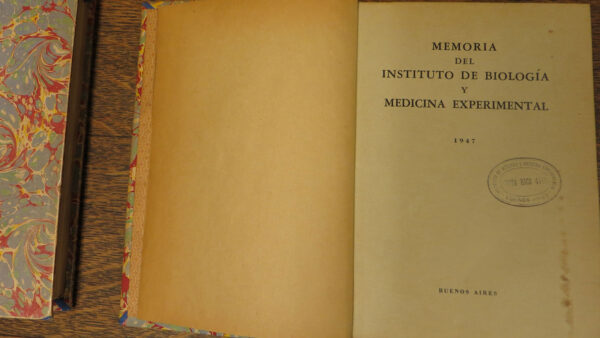 MEMORIA
DEL
INSTITUTO DE BIOLOGÍA
Y
MEDICINA EXPERIMENTAL
1947
BUENOS AIRES